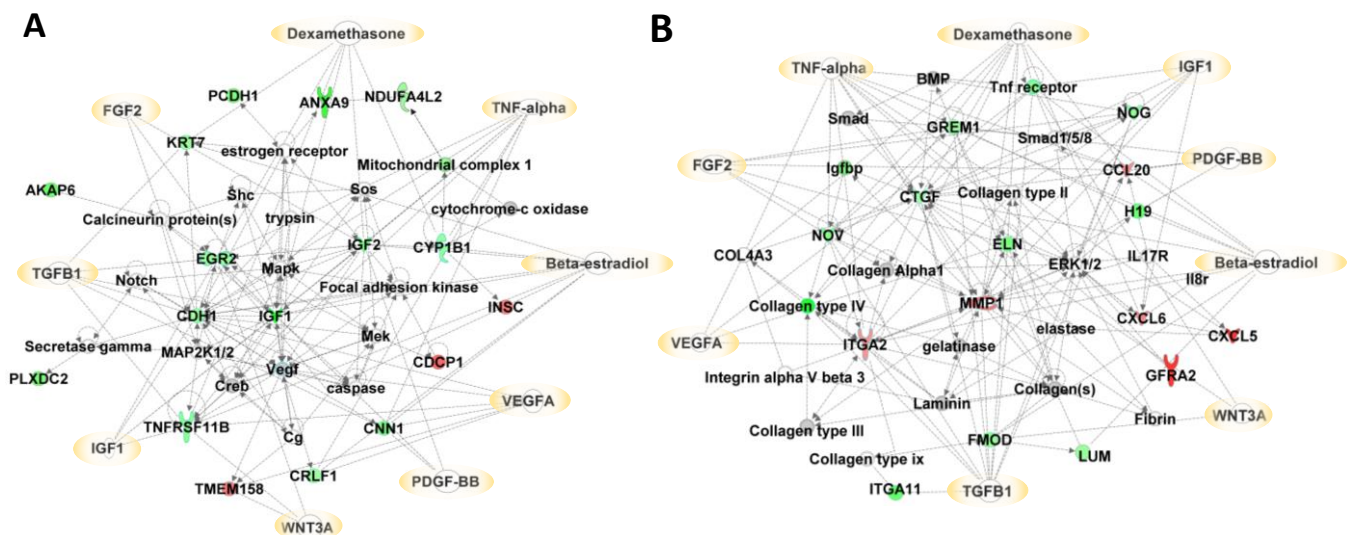 A
Dexamethasone
PCDH1
ANXA9
NDUFA4L2
FGF2
TNF-alpha
KRT7
estrogen receptor
Mitochondrial complex 1
AKAP6
Shc
Sos
Calcineurin protein(s)
trypsin
cytochrome-c oxidase
IGF2
CYP1B1
EGR2
TGFB1
Notch
Mapk
Beta-estradiol
Focal adhesion kinase
INSC
CDH1
IGF1
Mek
Secretase gamma
MAP2K1/2
CDCP1
PLXDC2
Vegf
Creb
caspase
VEGFA
TNFRSF11B
CNN1
IGF1
Cg
CRLF1
PDGF-BB
TMEM158
WNT3A
B
Dexamethasone
TNF-alpha
BMP
Tnf receptor
IGF1
Smad
NOG
GREM1
Smad1/5/8
FGF2
PDGF-BB
Igfbp
CCL20
CTGF
Collagen type II
H19
NOV
ELN
COL4A3
ERK1/2
IL17R
Beta-estradiol
Collagen Alpha1
Il8r
Collagen type IV
MMP1
CXCL6
elastase
CXCL5
VEGFA
ITGA2
gelatinase
GFRA2
Integrin alpha V beta 3
Collagen(s)
Laminin
WNT3A
Fibrin
Collagen type III
FMOD
Collagen type ix
LUM
ITGA11
TGFB1